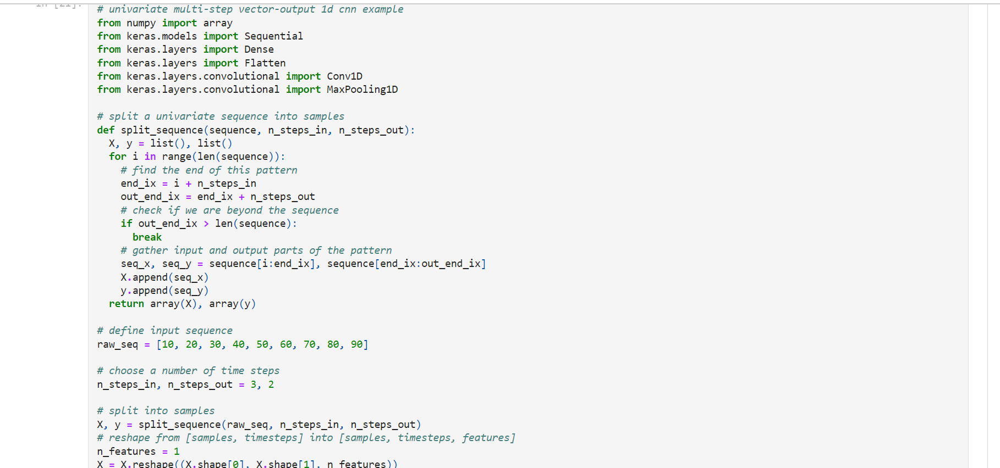 In [21]:
# univariate multi-step vector-output 1d cnn example
from numpy import array
from keras.models import Sequential
from keras.layers import Dense
from keras.layers import Flatten
from keras.layers.convolutional import Conv1D
from keras.layers.convolutional import MaxPooling1D

# split a univariate sequence into samples
def split_sequence(sequence, n_steps_in, n_steps_out):
  X, y = list(), list()
  for i in range(len(sequence)):
    # find the end of this pattern
    end_ix = i + n_steps_in
    out_end_ix = end_ix + n_steps_out
    # check if we are beyond the sequence
    if out_end_ix > len(sequence):
      break
    # gather input and output parts of the pattern
    seq_x, seq_y = sequence[i:end_ix], sequence[end_ix:out_end_ix]
    X.append(seq_x)
    y.append(seq_y)
  return array(X), array(y)

# define input sequence
raw_seq = [10, 20, 30, 40, 50, 60, 70, 80, 90]

# choose a number of time steps
n_steps_in, n_steps_out = 3, 2

# split into samples
X, y = split_sequence(raw_seq, n_steps_in, n_steps_out)
# reshape from [samples, timesteps] into [samples, timesteps, features]
n_features = 1
X = X.reshape((X.shape[0], X.shape[1], n_features))